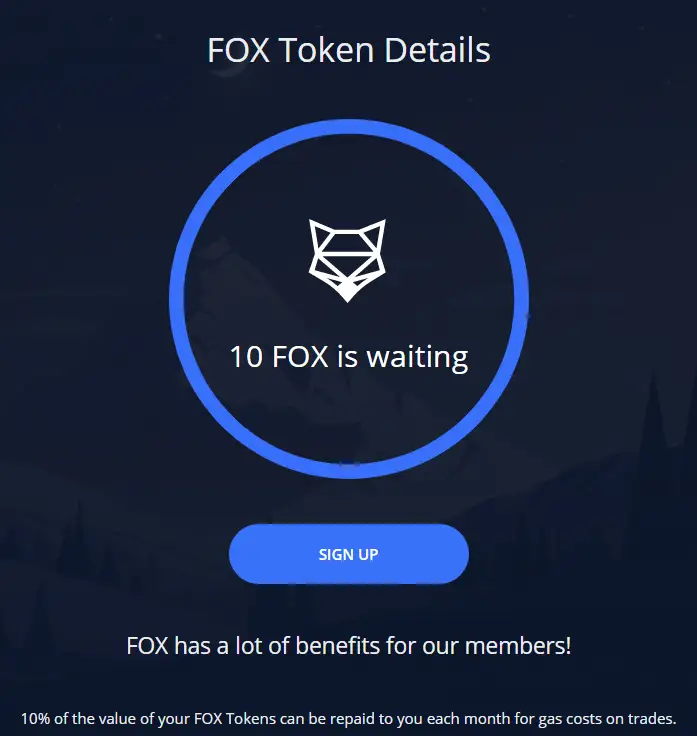 FOX Token Details
10 FOX is waiting
SIGN UP
FOX has a lot of benefits for our members!
10% of the value of your FOX Tokens can be repaid to you each month for gas costs on trades.